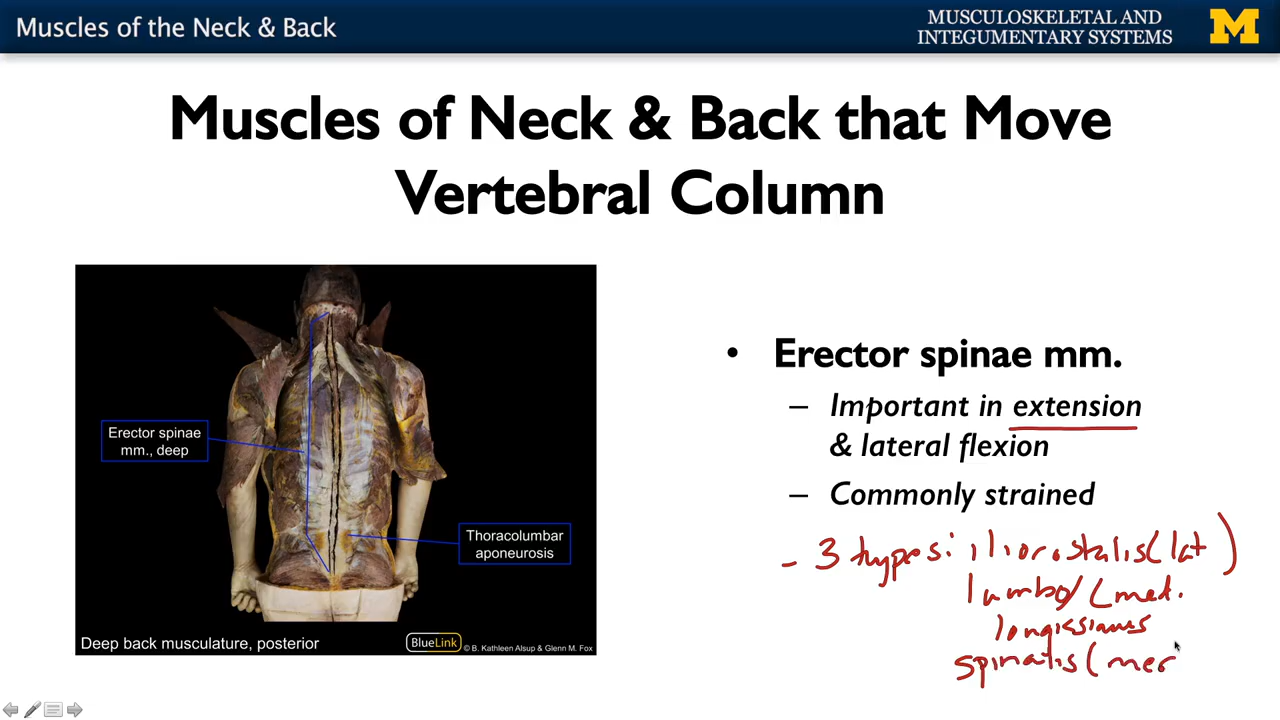 Muscles of the Neck & Back
MUSCULOSKELETAL AND
INTEGUMENTARY SYSTEMS
M
Muscles of Neck & Back that Move
Vertebral Column
Erector spinae
mm., deep
Thoracolumbar
aponeurosis
Deep back musculature, posterior
BlueLink
© B. Kathleen Alsup & Glenn M. Fox
• Erector spinae mm.
– Important in extension
& lateral flexion
– Commonly strained
- 3 types: iliocostalis (lat)
(med.
spinalis (med